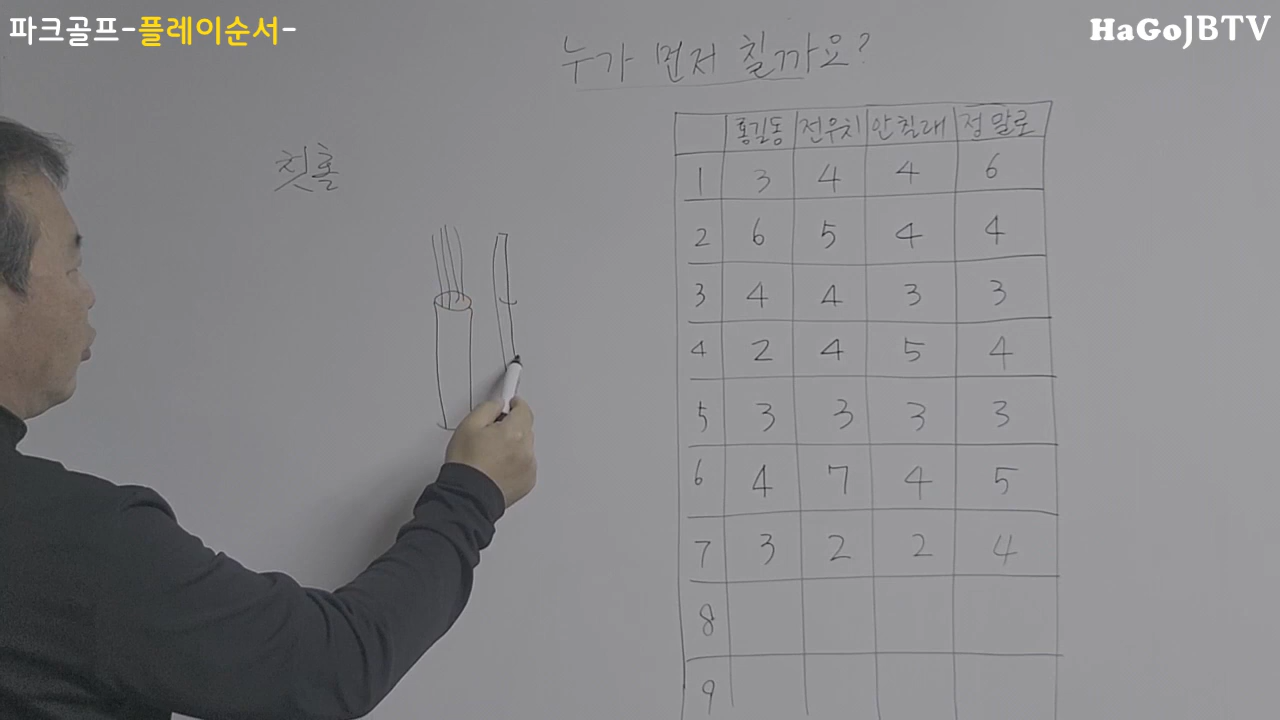 파크골프-플레이순서-
HaGoJBTV
누가 먼저 칠까요?
첫홀
홍길동 전우치 안칠래 정말로
1 3 4 4 6
2 6 5 4 4
3 4 4 3 3
4 2 4 5 4
5 3 3 3 3
6 4 7 4 5
7 3 2 2 4
8
9